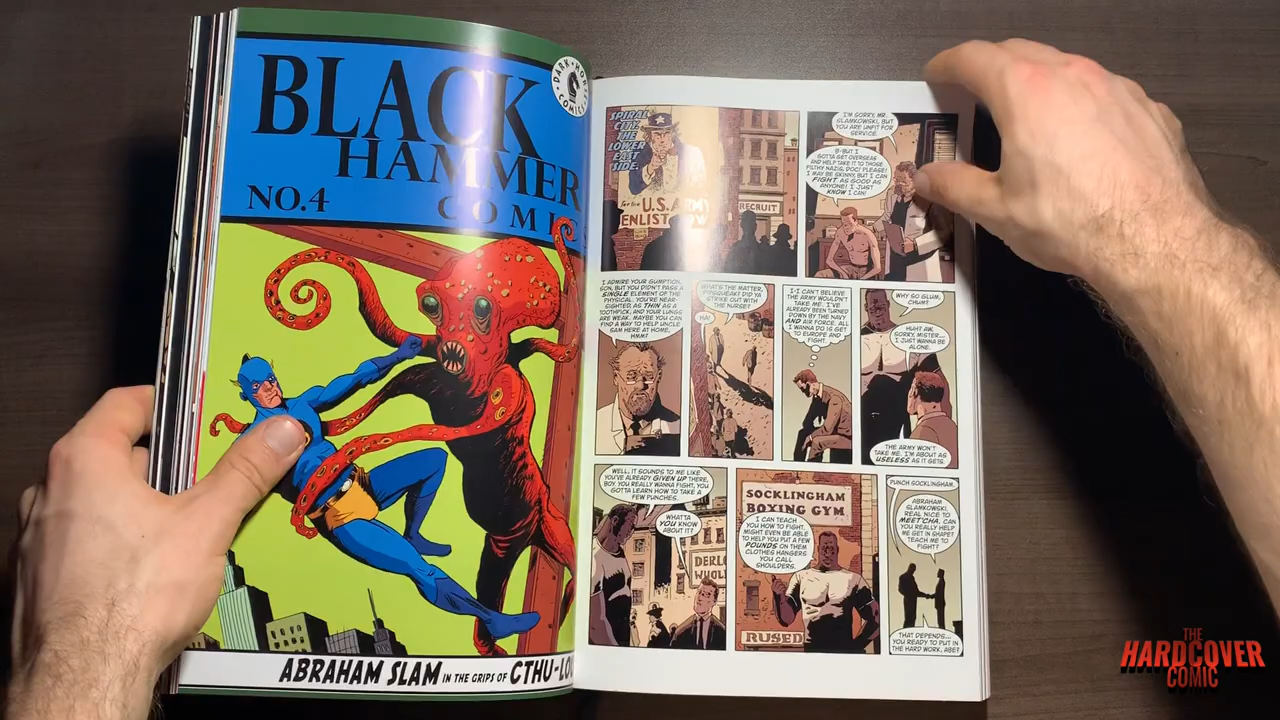 BLACK
HAMMER
NO.4
COMIC
DARK HOR
COMICS
ABRAHAM SLAM IN THE GRIPS OF CTHU-LOU
SPIRAL
CITY. THE
LOWER
EAST
SIDE.
for the U.S. ARMY
ENLIST NOW
RECRUIT
I'M SORRY, MR.
SLAMKOWSKI, BUT
YOU ARE UNFIT FOR
SERVICE.
B-BUT I
GOTTA GET OVERSEAS
AND HELP TAKE IT TO THOSE
FILTHY NAZIS, DOC! PLEASE!
I MAY BE SKINNY, BUT I CAN
FIGHT AS GOOD AS
ANYONE! I JUST
KNOW I CAN!
I ADMIRE YOUR GUMPTION,
SON, BUT YOU DIDN'T PASS A
SINGLE ELEMENT OF THE
PHYSICAL. YOU'RE NEAR-
SIGHTED, AS THIN AS A
TOOTHPICK, AND YOUR LUNGS
ARE WEAK. MAYBE YOU CAN
FIND A WAY TO HELP UNCLE
SAM HERE AT HOME,
HMM?
WHAT'S THE MATTER,
PIPSQUEAK? DID YA
STRIKE OUT WITH
THE NURSE?
HA!
I-I CAN'T BELIEVE
THE ARMY WOULDN'T
TAKE ME. I'VE
ALREADY BEEN TURNED
DOWN BY THE NAVY
AND AIR FORCE. ALL
I WANNA DO IS GET
TO EUROPE AND
FIGHT.
WHY SO GLUM,
CHUM?
HUH? AW,
SORRY, MISTER...
I JUST WANNA BE
ALONE.
THE ARMY WON'T
TAKE ME. I'M ABOUT AS
USELESS AS IT GETS.
WELL, IT SOUNDS TO ME LIKE
YOU'VE ALREADY GIVEN UP THERE,
BOY. YOU REALLY WANNA FIGHT, YOU
GOTTA LEARN HOW TO TAKE A
FEW PUNCHES.
WHATTA
YOU KNOW
ABOUT IT?
SOCKLINGHAM
BOXING GYM
I CAN TEACH
YOU HOW TO FIGHT.
MIGHT EVEN BE ABLE
TO HELP YOU PUT A FEW
POUNDS ON THEM
CLOTHES HANGERS
YOU CALL
SHOULDERS.
RUSED
PUNCH SOCKLINGHAM.
ABRAHAM
SLAMKOWSKI,
REAL NICE TO
MEETCHA. CAN
YOU REALLY HELP
ME GET IN SHAPE?
TEACH ME TO
FIGHT?
THAT DEPENDS...
YOU READY TO PUT IN
THE HARD WORK, ABE?
THE
HARDCOVER
COMIC